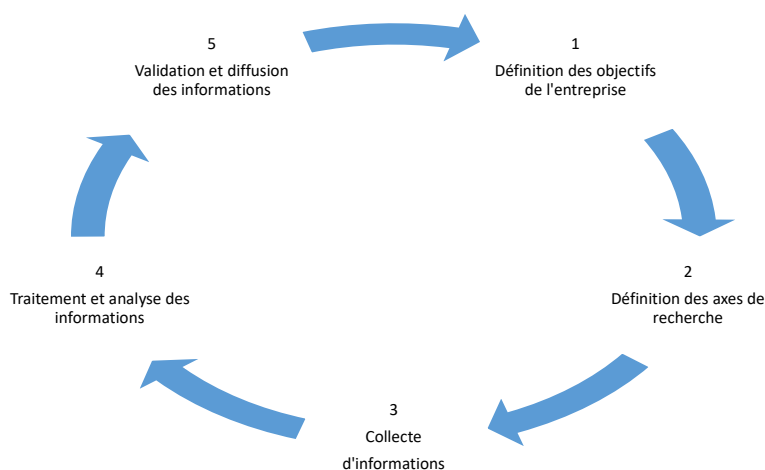 1
Définition des objectifs
de l'entreprise
2
Définition des axes de
recherche
3
Collecte
d'informations
4
Traitement et analyse des
informations
5
Validation et diffusion
des informations